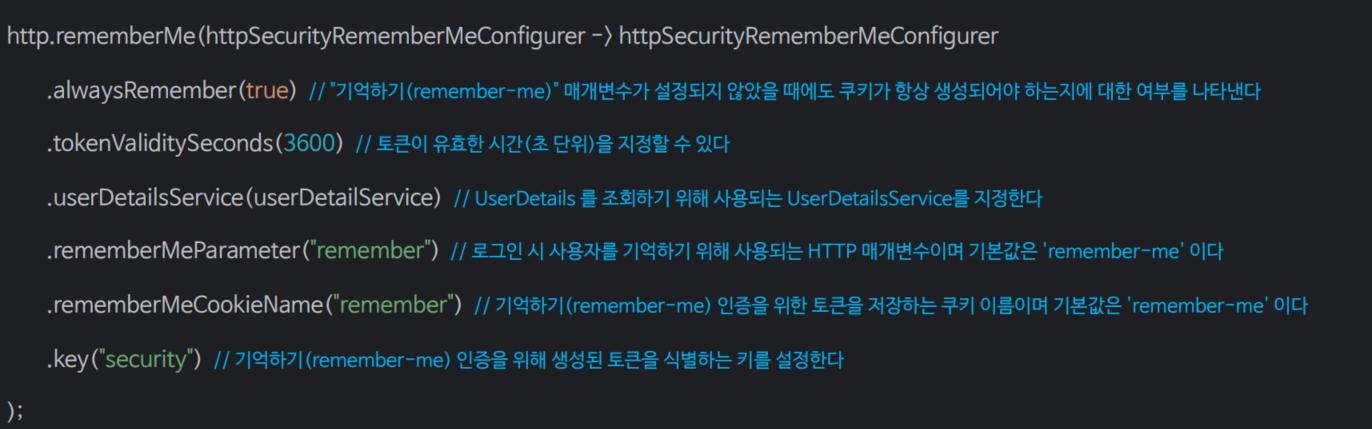 http.rememberMe(httpSecurityRememberMeConfigurer -> httpSecurityRememberMeConfigurer
.alwaysRemember(true) // "기억하기(remember-me)" 매개변수가 설정되지 않았을 때에도 쿠키가 항상 생성되어야 하는지에 대한 여부를 나타낸다
.tokenValiditySeconds(3600) // 토큰이 유효한 시간(초 단위)을 지정할 수 있다
.userDetailsService(userDetailService) // UserDetails 를 조회하기 위해 사용되는 UserDetailsService를 지정한다
.rememberMeParameter("remember") // 로그인 시 사용자를 기억하기 위해 사용되는 HTTP 매개변수이며 기본값은 'remember-me' 이다
.rememberMeCookieName("remember") // 기억하기(remember-me) 인증을 위한 토큰을 저장하는 쿠키 이름이며 기본값은 'remember-me' 이다
.key("security") // 기억하기(remember-me) 인증을 위해 생성된 토큰을 식별하는 키를 설정한다
);